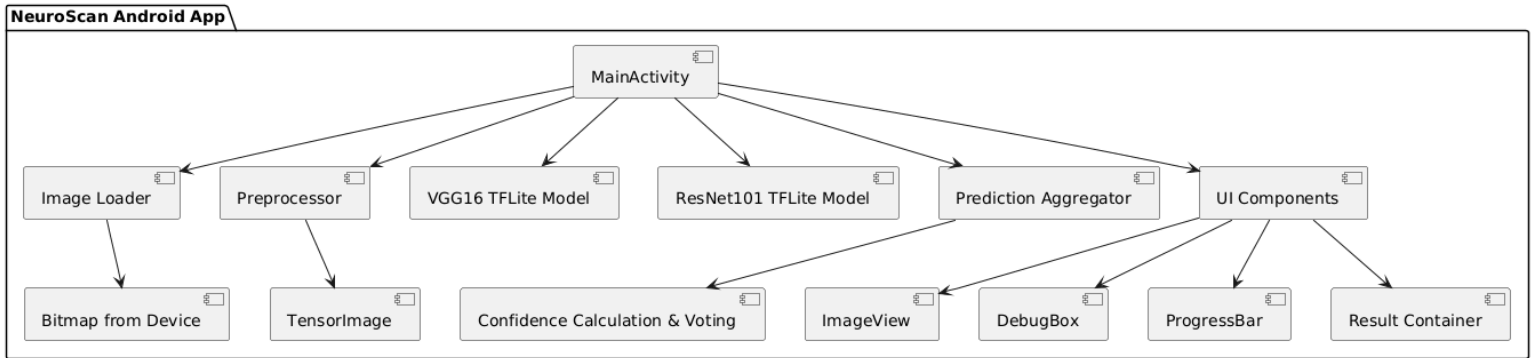 NeuroScan Android App
MainActivity
Image Loader
Preprocessor
VGG16 TFLite Model
ResNet101 TFLite Model
Prediction Aggregator
UI Components
Bitmap from Device
TensorImage
Confidence Calculation & Voting
ImageView
DebugBox
ProgressBar
Result Container